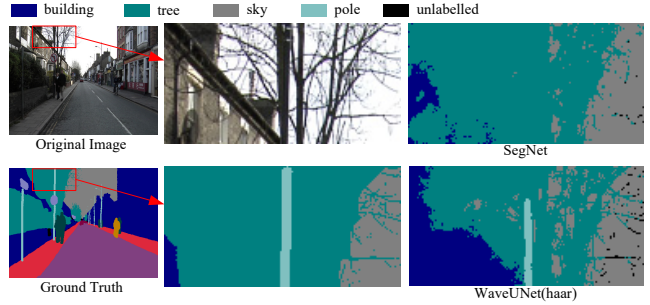 building tree sky pole unlabelled
Original Image
SegNet
Ground Truth
WaveUNet(haar)